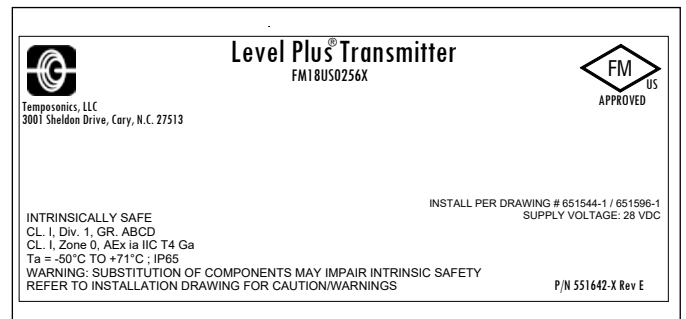 Level Plus® Transmitter
FM18US0256X
FM
US
APPROVED
Temposonics, LLC
3001 Sheldon Drive, Cary, N.C. 27513
INSTALL PER DRAWING # 651544-1 / 651596-1
SUPPLY VOLTAGE: 28 VDC
INTRINSICALLY SAFE
CL. I, Div. 1, GR. ABCD
CL. I, Zone 0, AEx ia IIC T4 Ga
Ta = -50°C TO +71°C ; IP65
WARNING: SUBSTITUTION OF COMPONENTS MAY IMPAIR INTRINSIC SAFETY
REFER TO INSTALLATION DRAWING FOR CAUTION/WARNINGS
P/N 551642-X Rev E